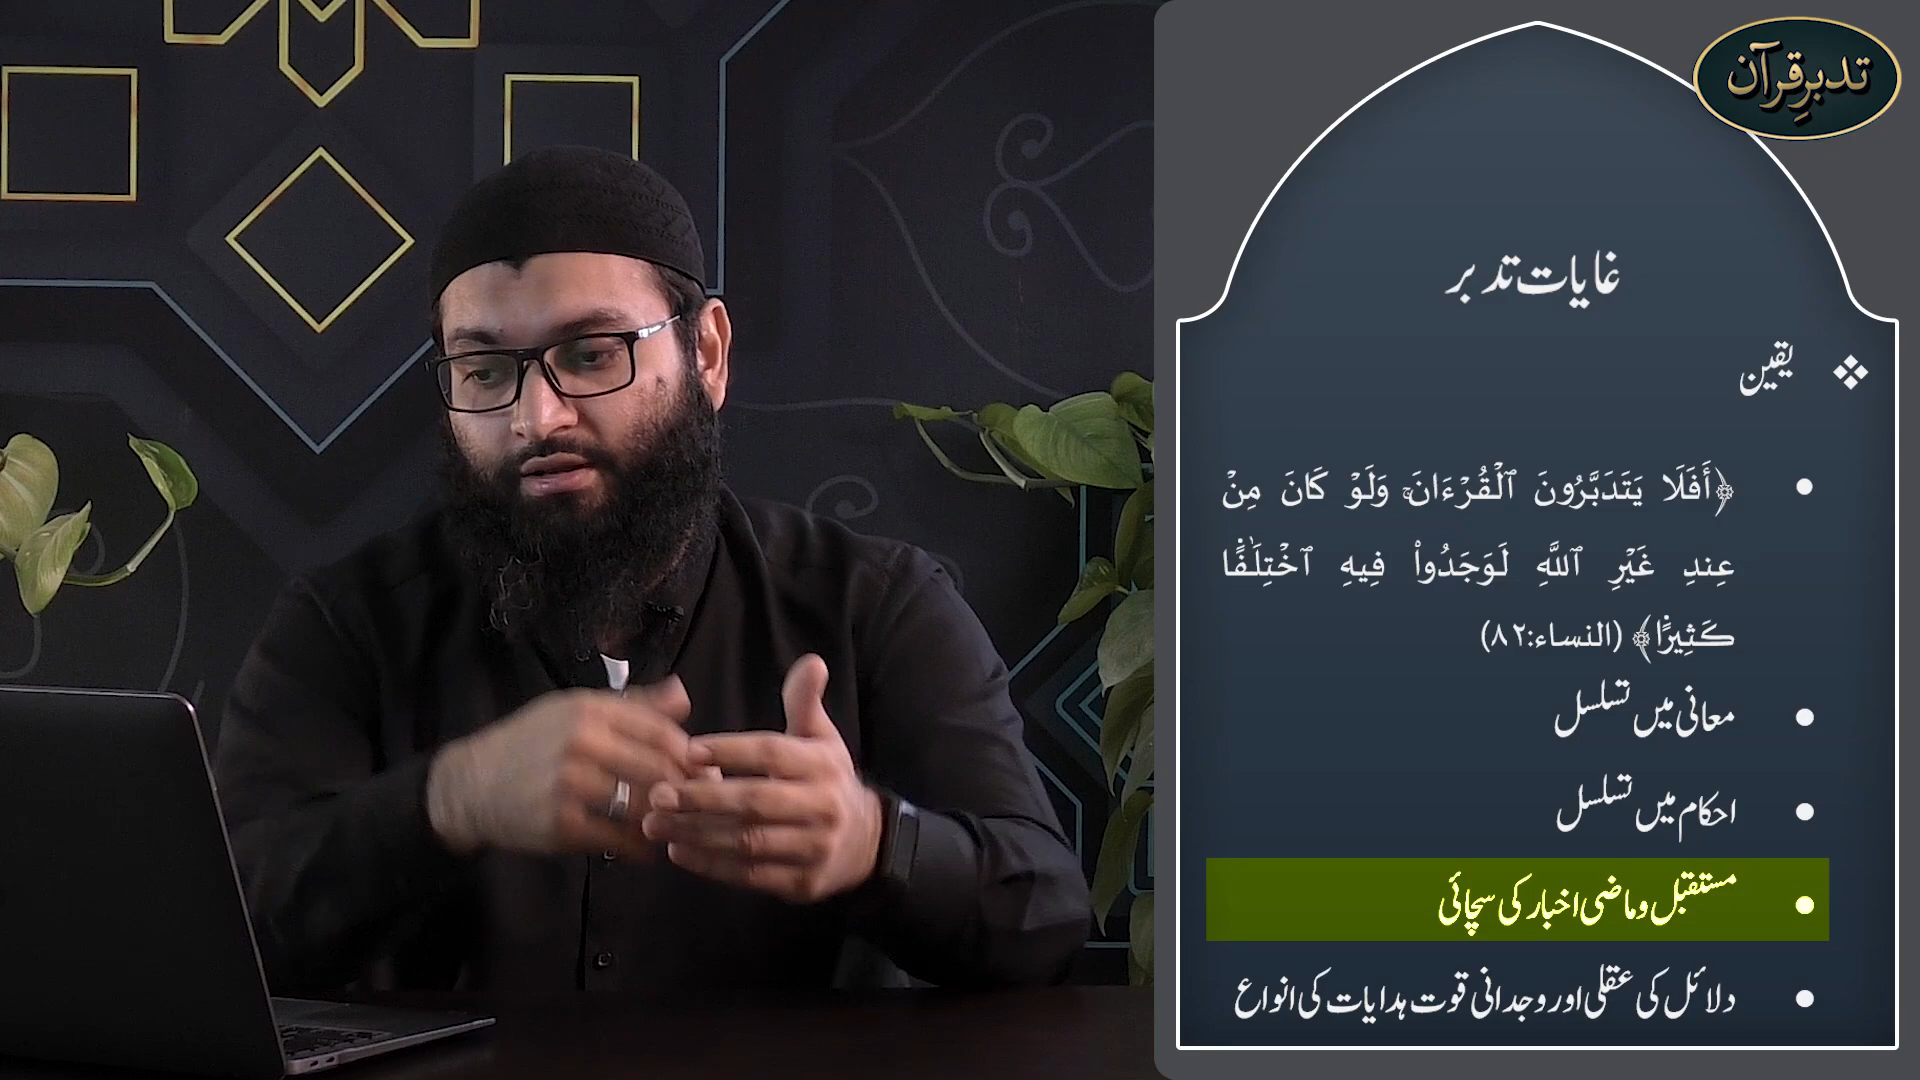 تدبرِ قرآن
غایات تدبر
یقین
﴿أَفَلَا يَتَدَبَّرُونَ ٱلْقُرْءَانَ ۚ وَلَوْ كَانَ مِنْ
عِندِ غَيْرِ ٱللَّهِ لَوَجَدُوا۟ فِيهِ ٱخْتِلَـٰفًا
كَثِيرًا﴾ (النساء:٨٢)
معانی میں تسلسل
احکام میں تسلسل
مستقبل و ماضی اخبار کی سچائی
دلائل کی عقلی اور وجدانی قوت ہدایات کی انواع